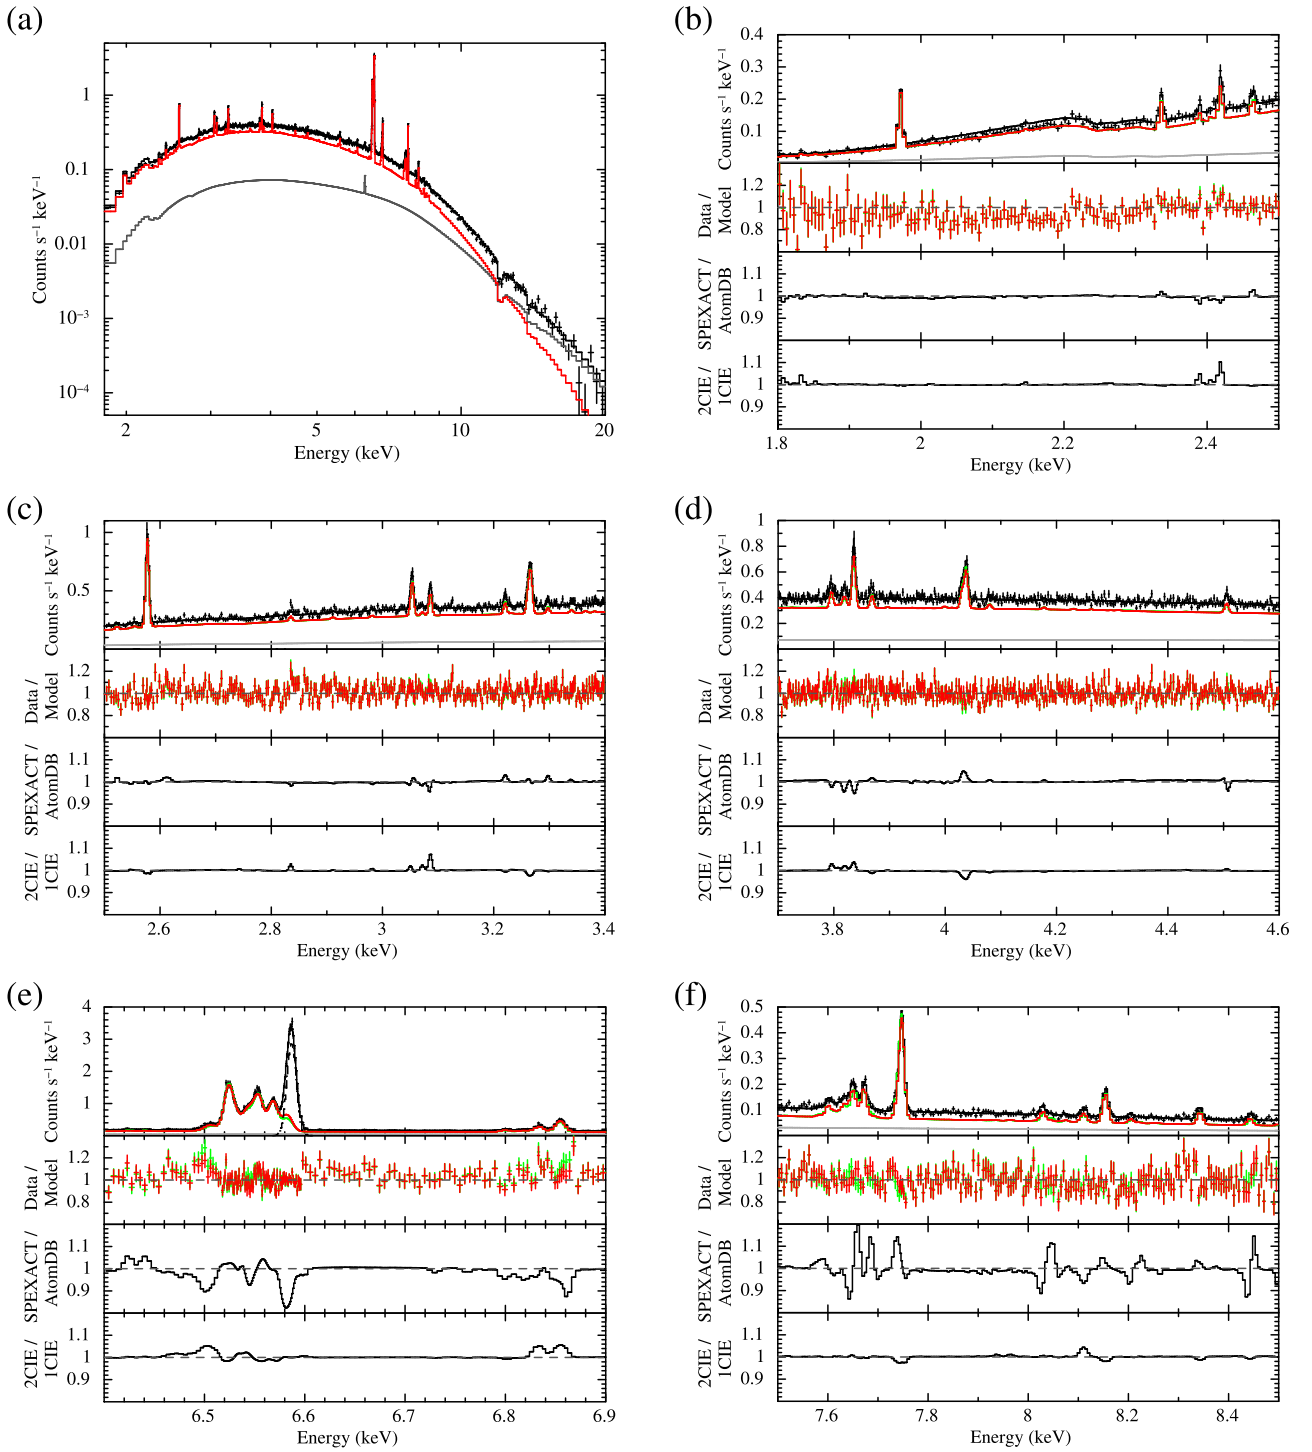 (a)
1
0.1
0.01
10⁻³
10⁻⁴
Counts s⁻¹ keV⁻¹
2 5 10 20
Energy (keV)
(b)
0.4
0.3
0.2
0.1
Counts s⁻¹ keV⁻¹
1.2
1
0.8
Data /
Model
1.1
1
0.9
SPEXACT /
AtomDB
1.1
1
0.9
2CIE /
1CIE
1.8 2 2.2 2.4
Energy (keV)
(c)
1
0.5
Counts s⁻¹ keV⁻¹
1.2
1
0.8
Data /
Model
1.1
1
0.9
SPEXACT /
AtomDB
1.1
1
0.9
2CIE /
1CIE
2.6 2.8 3 3.2 3.4
Energy (keV)
(d)
1
0.8
0.6
0.4
0.2
Counts s⁻¹ keV⁻¹
1.2
1
0.8
Data /
Model
1.1
1
0.9
SPEXACT /
AtomDB
1.1
1
0.9
2CIE /
1CIE
3.8 4 4.2 4.4 4.6
Energy (keV)
(e)
4
3
2
1
Counts s⁻¹ keV⁻¹
1.2
1
0.8
Data /
Model
1.1
1
0.9
SPEXACT /
AtomDB
1.1
1
0.9
2CIE /
1CIE
6.5 6.6 6.7 6.8 6.9
Energy (keV)
(f)
0.5
0.4
0.3
0.2
0.1
Counts s⁻¹ keV⁻¹
1.2
1
0.8
Data /
Model
1.1
1
0.9
SPEXACT /
AtomDB
1.1
1
0.9
2CIE /
1CIE
7.6 7.8 8 8.2 8.4
Energy (keV)